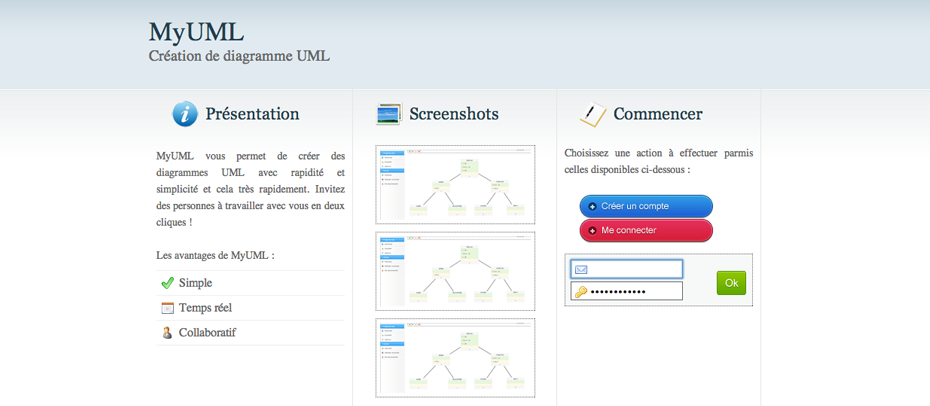 MyUML
Création de diagramme UML
Présentation
MyUML vous permet de créer des
diagrammes UML avec rapidité et
simplicité et cela très rapidement. Invitez
des personnes à travailler avec vous en deux
cliques !
Les avantages de MyUML :
Simple
Temps réel
Collaboratif
Screenshots
Commencer
Choisissez une action à effectuer parmis
celles disponibles ci-dessous :
Créer un compte
Me connecter
Ok